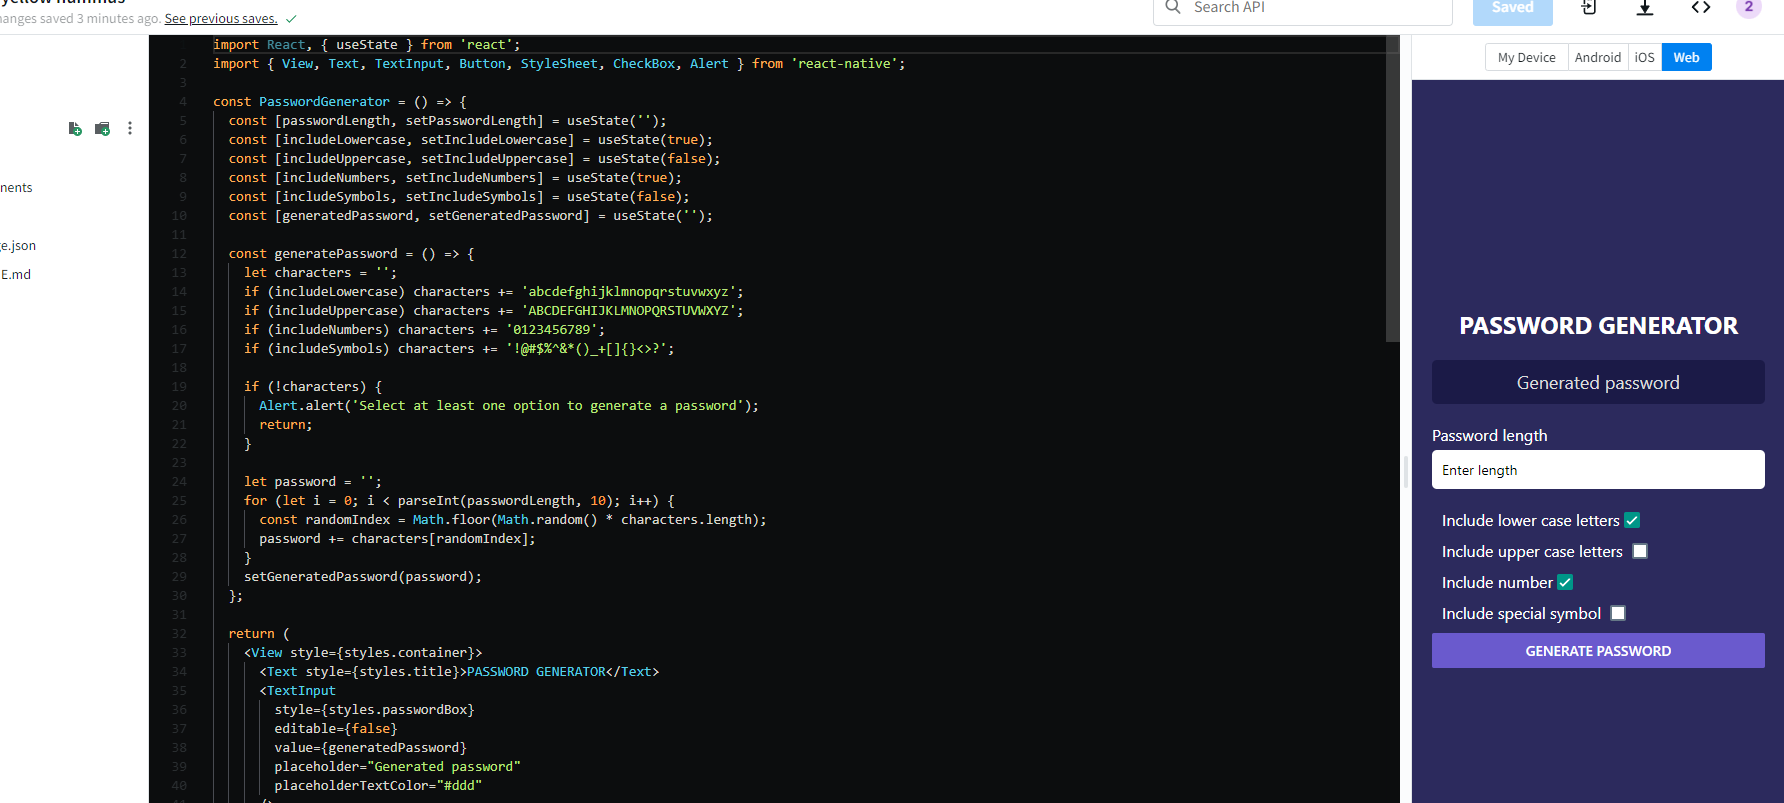 yellow hummus
hanges saved 3 minutes ago. See previous saves.
Search API
Saved
2
nents
e.json
E.md
import React, { useState } from 'react';
2 import { View, Text, TextInput, Button, StyleSheet, CheckBox, Alert } from 'react-native';
3
4 const PasswordGenerator = () => {
5 const [passwordLength, setPasswordLength] = useState('');
6 const [includeLowercase, setIncludeLowercase] = useState(true);
7 const [includeUppercase, setIncludeUppercase] = useState(false);
8 const [includeNumbers, setIncludeNumbers] = useState(true);
9 const [includeSymbols, setIncludeSymbols] = useState(false);
10 const [generatedPassword, setGeneratedPassword] = useState('');
11
12 const generatePassword = () => {
13 let characters = '';
14 if (includeLowercase) characters += 'abcdefghijklmnopqrstuvwxyz';
15 if (includeUppercase) characters += 'ABCDEFGHIJKLMNOPQRSTUVWXYZ';
16 if (includeNumbers) characters += '0123456789';
17 if (includeSymbols) characters += '!@#$%^&*()_+[]{}<>?';
18
19 if (!characters) {
20 Alert.alert('Select at least one option to generate a password');
21 return;
22 }
23
24 let password = '';
25 for (let i = 0; i < parseInt(passwordLength, 10); i++) {
26 const randomIndex = Math.floor(Math.random() * characters.length);
27 password += characters[randomIndex];
28 }
29 setGeneratedPassword(password);
30 };
31
32 return (
33 <View style={styles.container}>
34 <Text style={styles.title}>PASSWORD GENERATOR</Text>
35 <TextInput
36 style={styles.passwordBox}
37 editable={false}
38 value={generatedPassword}
39 placeholder="Generated password"
40 placeholderTextColor="#ddd"
/>
My Device Android iOS Web
PASSWORD GENERATOR
Generated password
Password length
Enter length
Include lower case letters
Include upper case letters
Include number
Include special symbol
GENERATE PASSWORD